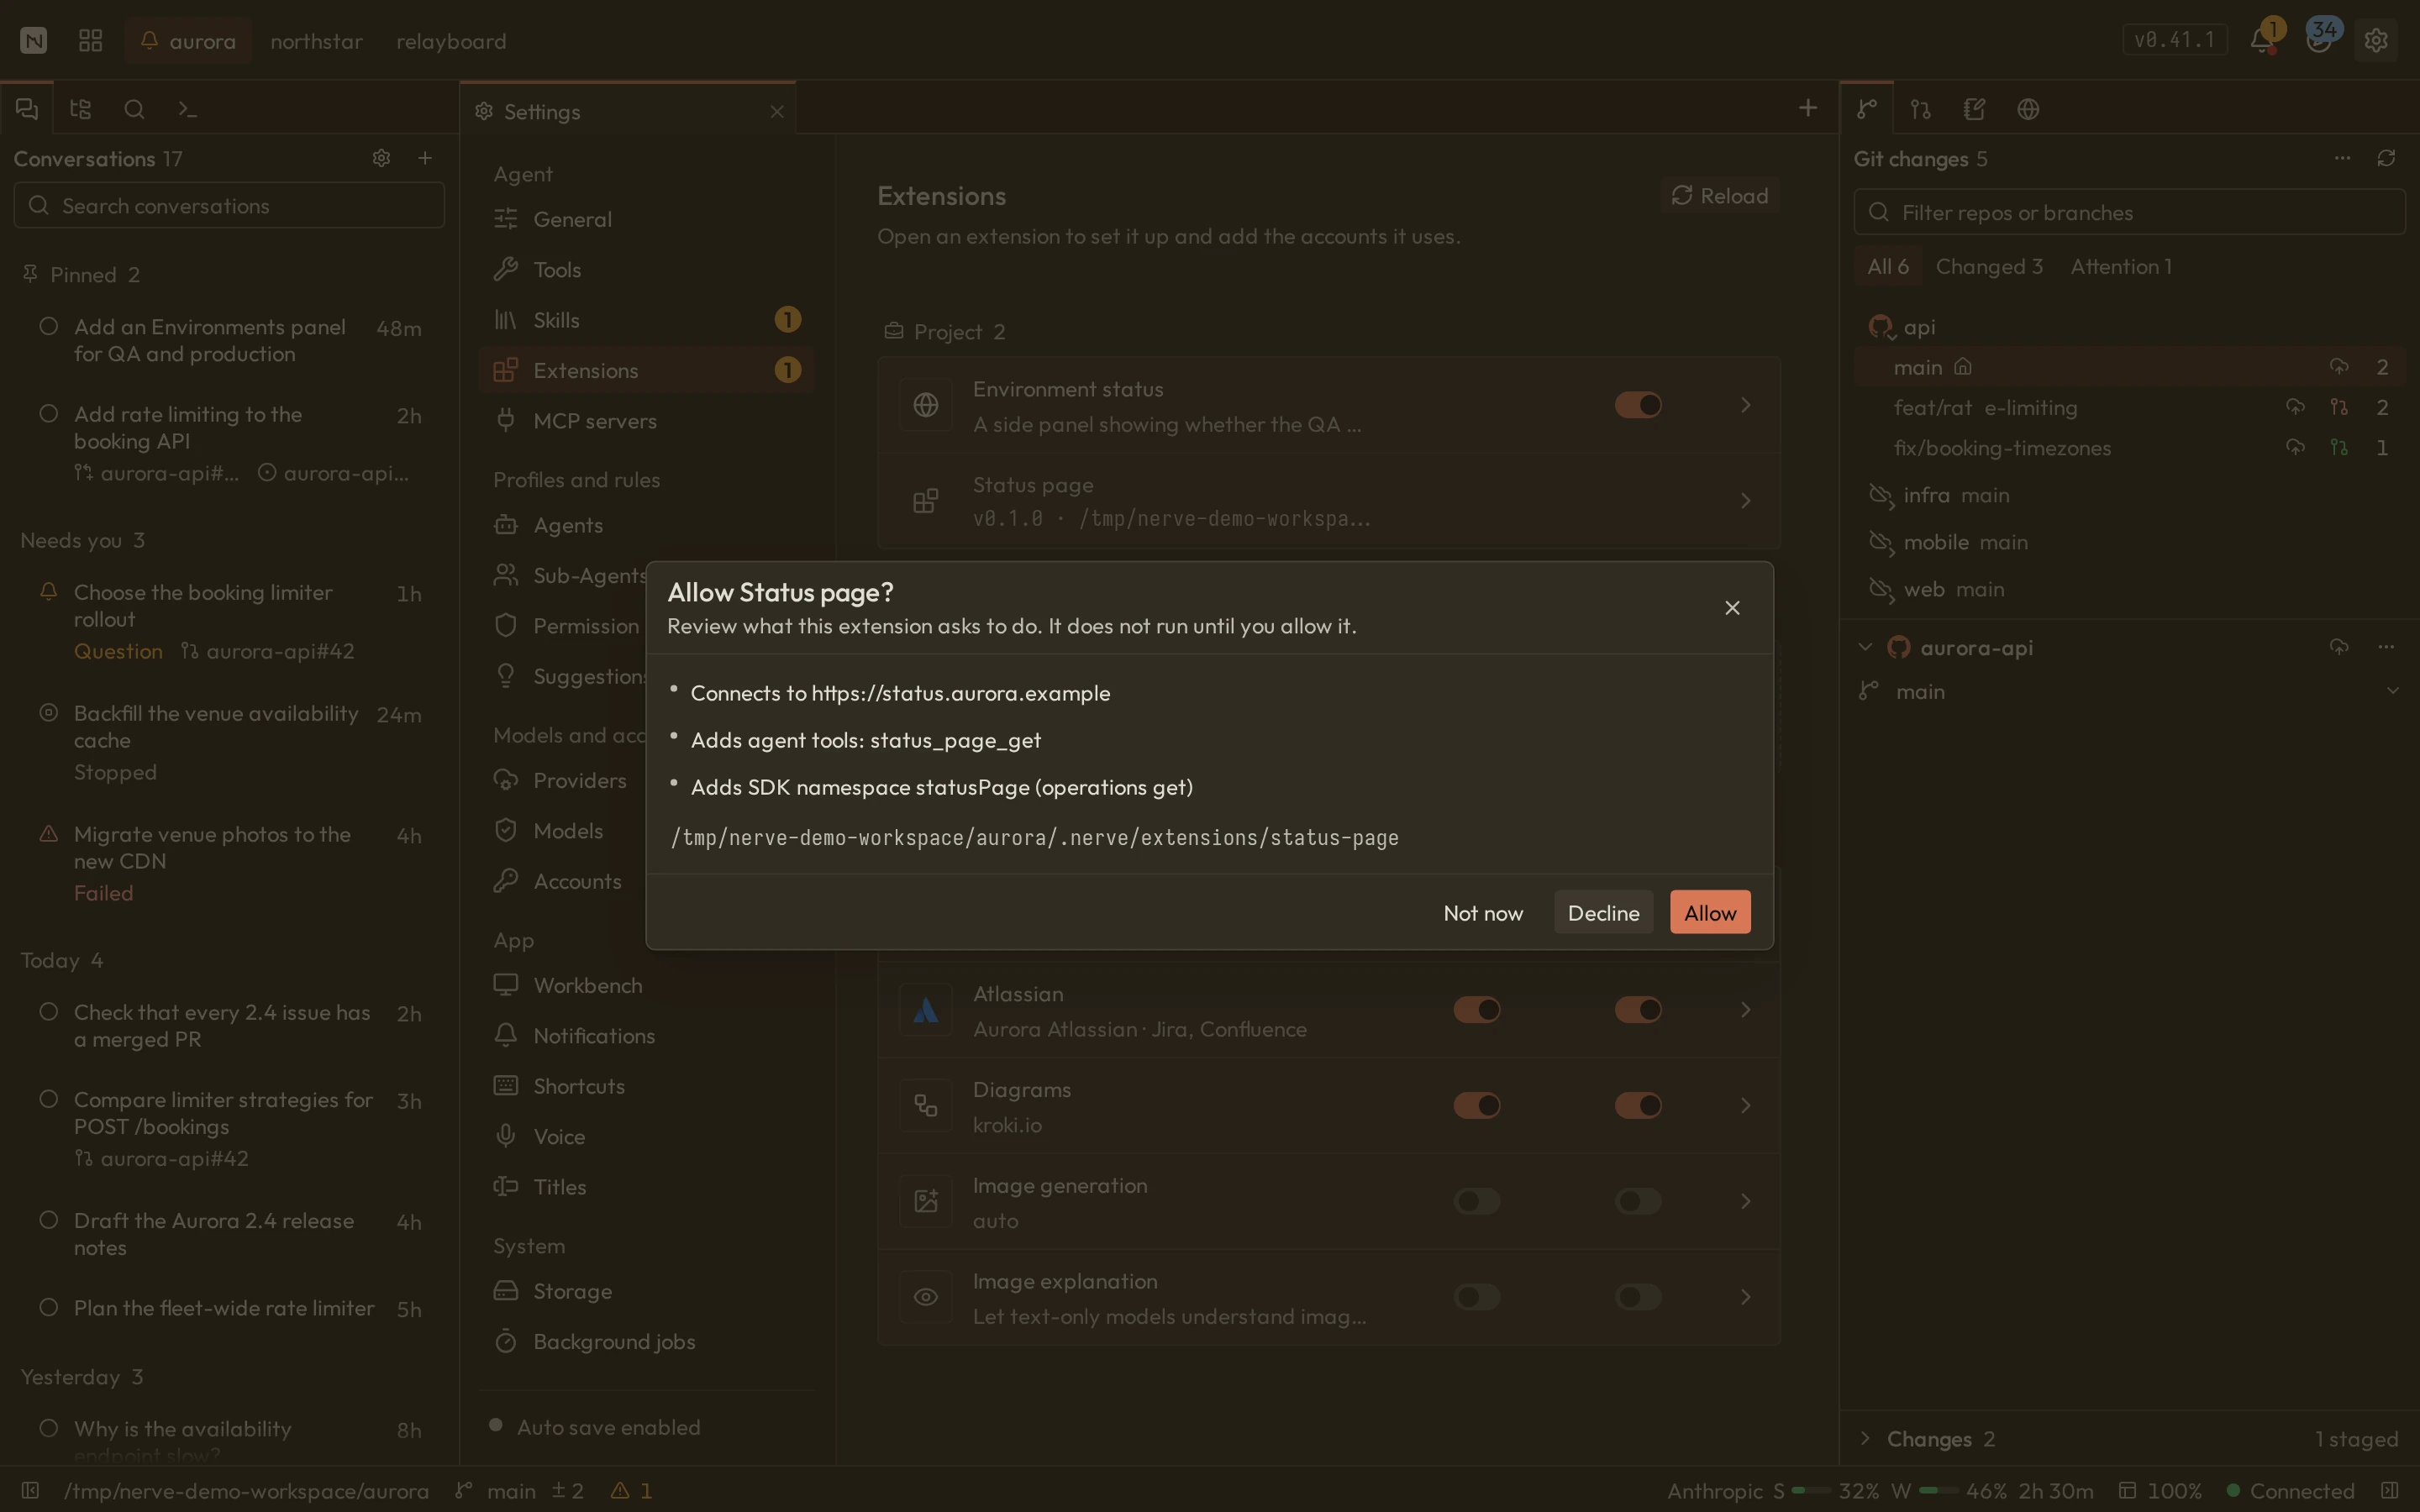 aurora
northstar
relayboard
v0.41.1
1
34
Conversations 17
Search conversations
Pinned 2
Add an Environments panel
for QA and production
48m
Add rate limiting to the
booking API
2h
aurora-api#...
aurora-api...
Needs you 3
Choose the booking limiter
rollout
1h
Question
aurora-api#42
Backfill the venue availability
cache
24m
Stopped
Migrate venue photos to the
new CDN
4h
Failed
Today 4
Check that every 2.4 issue has
a merged PR
2h
Compare limiter strategies for
POST /bookings
3h
aurora-api#42
Draft the Aurora 2.4 release
notes
4h
Plan the fleet-wide rate limiter
5h
Yesterday 3
Why is the availability
endpoint slow?
8h
Settings
Agent
General
Tools
Skills
1
Extensions
1
MCP servers
Profiles and rules
Agents
Sub-Agents
Permission
Suggestions
Models and acc
Providers
Models
Accounts
App
Workbench
Notifications
Shortcuts
Voice
Titles
System
Storage
Background jobs
Auto save enabled
Extensions
Reload
Open an extension to set it up and add the accounts it uses.
Project 2
Environment status
A side panel showing whether the QA ...
Status page
v0.1.0 · /tmp/nerve-demo-workspa...
Allow Status page?
Review what this extension asks to do. It does not run until you allow it.
• Connects to https://status.aurora.example
• Adds agent tools: status_page_get
• Adds SDK namespace statusPage (operations get)
/tmp/nerve-demo-workspace/aurora/.nerve/extensions/status-page
Not now
Decline
Allow
Atlassian
Aurora Atlassian · Jira, Confluence
Diagrams
kroki.io
Image generation
auto
Image explanation
Let text-only models understand imag...
Git changes 5
Filter repos or branches
All 6
Changed 3
Attention 1
api
main
2
feat/rat e-limiting
2
fix/booking-timezones
1
infra main
mobile main
web main
aurora-api
main
Changes 2
1 staged
/tmp/nerve-demo-workspace/aurora
main
±2
1
Anthropic S 32% W 46% 2h 30m
100%
Connected